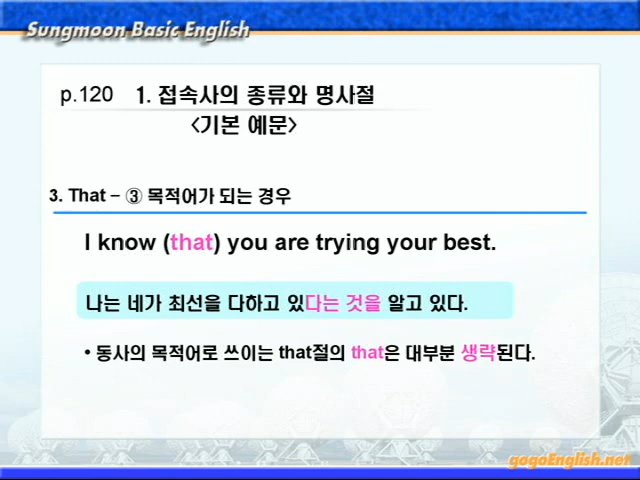 Sungmoon Basic English
p.120 1. 접속사의 종류와 명사절
<기본 예문>
3. That – ③ 목적어가 되는 경우
I know (that) you are trying your best.
나는 네가 최선을 다하고 있다는 것을 알고 있다.
• 동사의 목적어로 쓰이는 that절의 that은 대부분 생략된다.
gogoEnglish.net